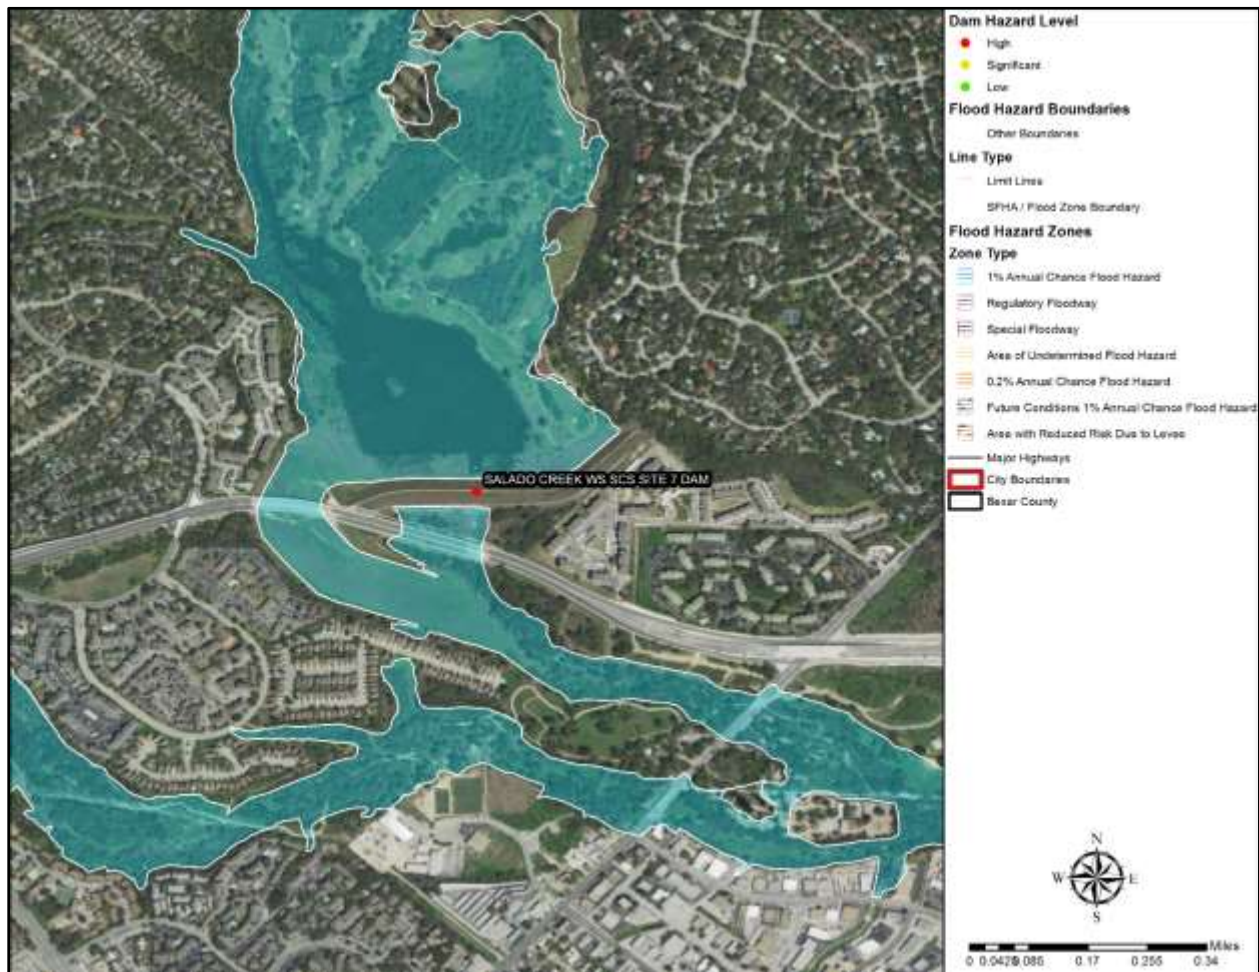 SALADO CREEK WS SCS SITE 7 DAM
Dam Hazard Level
High
Significant
Low
Flood Hazard Boundaries
Other Boundaries
Line Type
Limit Lines
SFHA / Flood Zone Boundary
Flood Hazard Zones
Zone Type
1% Annual Chance Flood Hazard
Regulatory Floodway
Special Floodway
Area of Undetermined Flood Hazard
0.2% Annual Chance Flood Hazard
Future Conditions 1% Annual Chance Flood Hazard
Area with Reduced Risk Due to Levee
Major Highways
City Boundaries
Bexar County
N
W E
S
Miles
0 0.0425 0.085 0.17 0.255 0.34